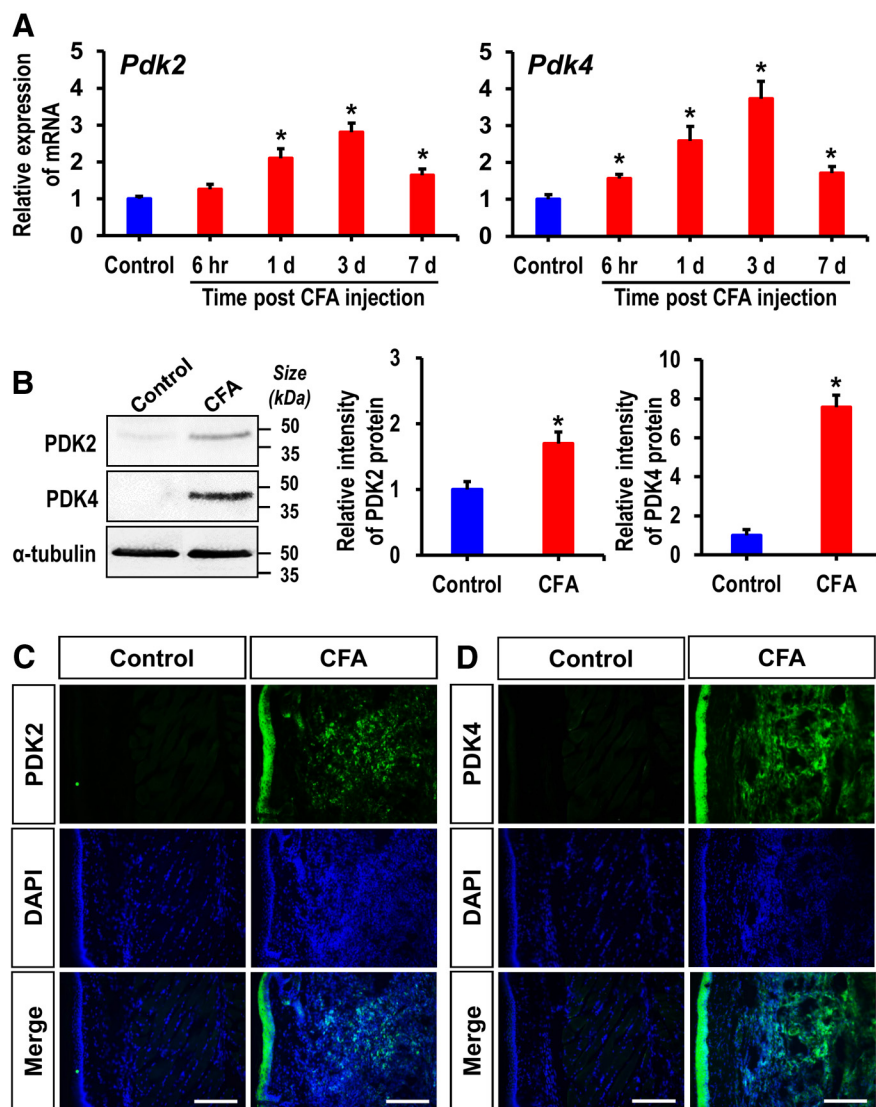 A
Relative expression
of mRNA
5
4
3
2
1
0
Pdk2
*
*
*
Control
6 hr
1 d
3 d
7 d
Time post CFA injection
5
4
3
2
1
0
Pdk4
*
*
*
*
Control
6 hr
1 d
3 d
7 d
Time post CFA injection
B
Control
CFA
Size
(kDa)
PDK2
50
35
PDK4
50
35
α-tubulin
50
35
Relative intensity
of PDK2 protein
3
2
1
0
*
Control
CFA
Relative intensity
of PDK4 protein
10
8
6
4
2
0
*
Control
CFA
C
Control
CFA
PDK2
DAPI
Merge
D
Control
CFA
PDK4
DAPI
Merge